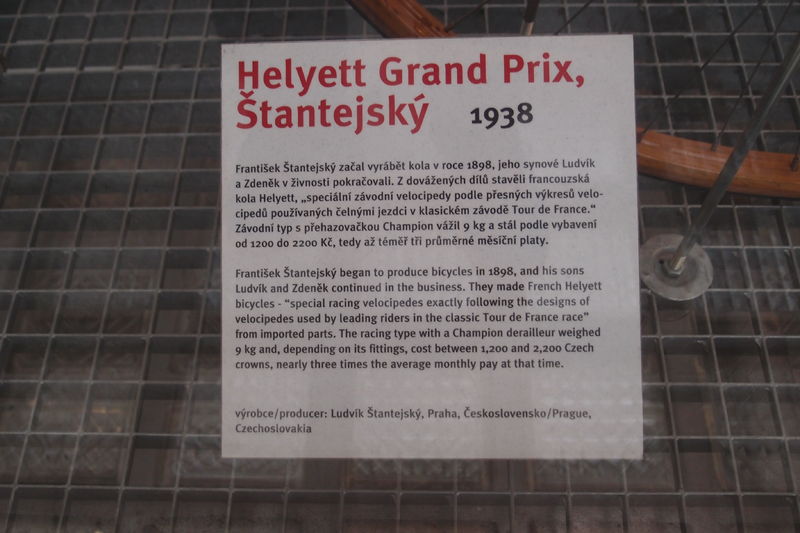 Helyett Grand Prix,
Štantejský 1938
František Štantejský začal vyrábět kola v roce 1898, jeho synové Ludvík
a Zdeněk v živnosti pokračovali. Z dovážených dílů stavěli francouzská
kola Helyett, „speciální závodní velocipedy podle přesných výkresů velo-
cipedů používaných čelnými jezdci v klasickém závodě Tour de France.“
Závodní typ s přehazovačkou Champion vážil 9 kg a stál podle vybavení
od 1200 do 2200 Kč, tedy až téměř tři průměrné měsíční platy.
František Štantejský began to produce bicycles in 1898, and his sons
Ludvík and Zdeněk continued in the business. They made French Helyett
bicycles - “special racing velocipedes exactly following the designs of
velocipedes used by leading riders in the classic Tour de France race”
from imported parts. The racing type with a Champion derailleur weighed
9 kg and, depending on its fittings, cost between 1,200 and 2,200 Czech
crowns, nearly three times the average monthly pay at that time.
výrobce/producer: Ludvík Štantejský, Praha, Československo/Prague,
Czechoslovakia